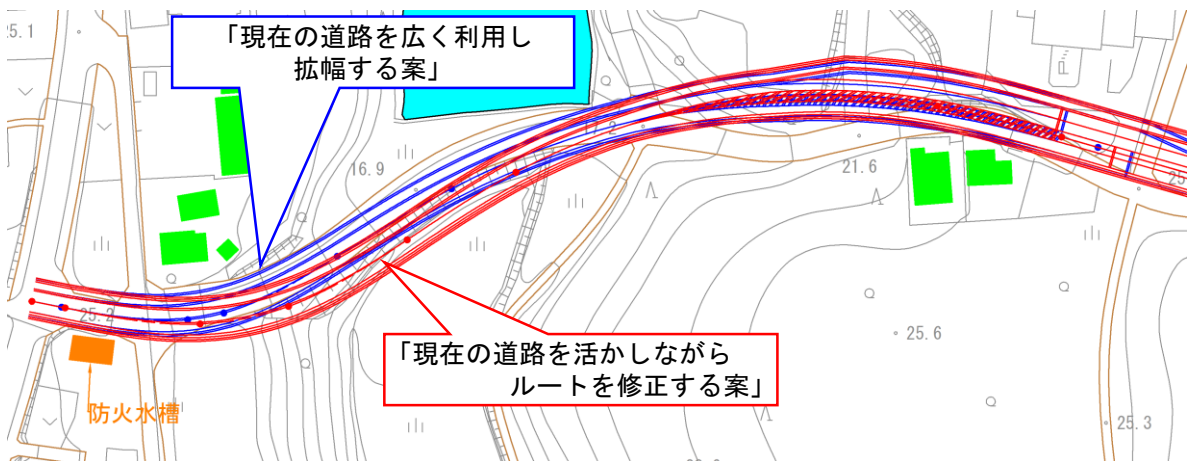 25.1
「現在の道路を広く利用し
拡幅する案」
17.2
16.9
21.6
25.2
「現在の道路を活かしながら
ルートを修正する案」
25.6
防火水槽
25.3